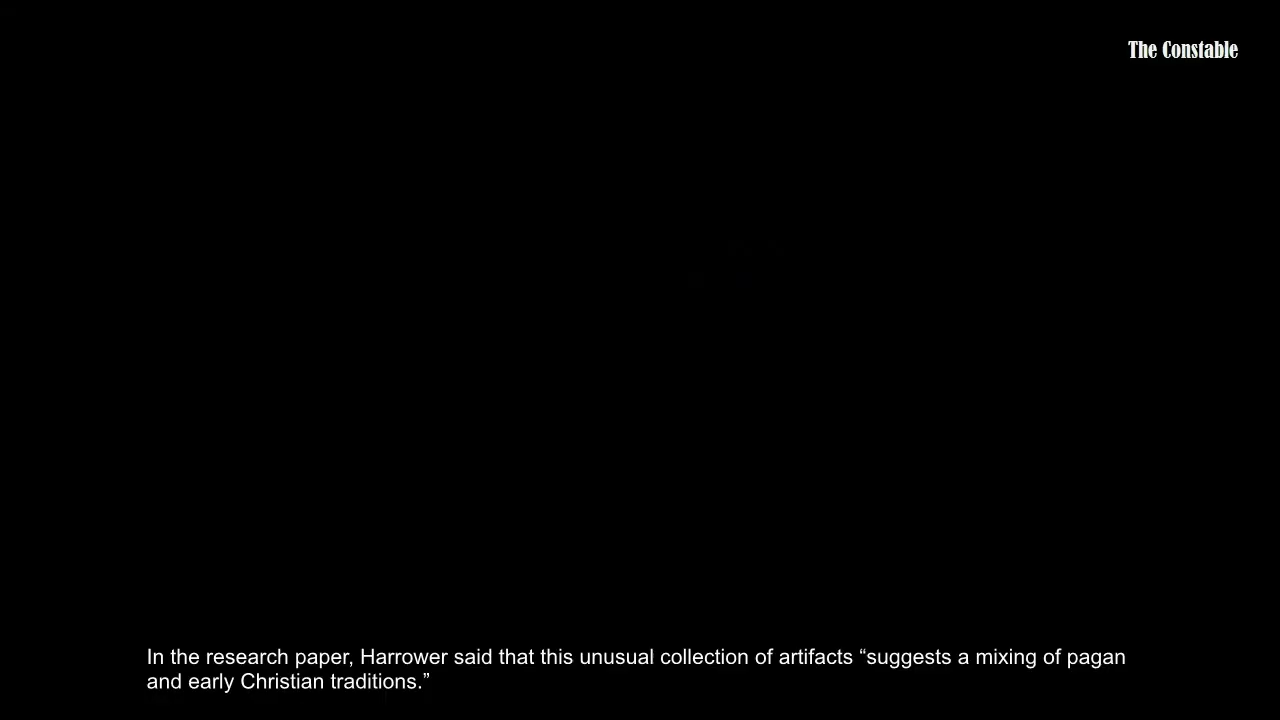 The Constable
In the research paper, Harrower said that this unusual collection of artifacts “suggests a mixing of pagan
and early Christian traditions.”